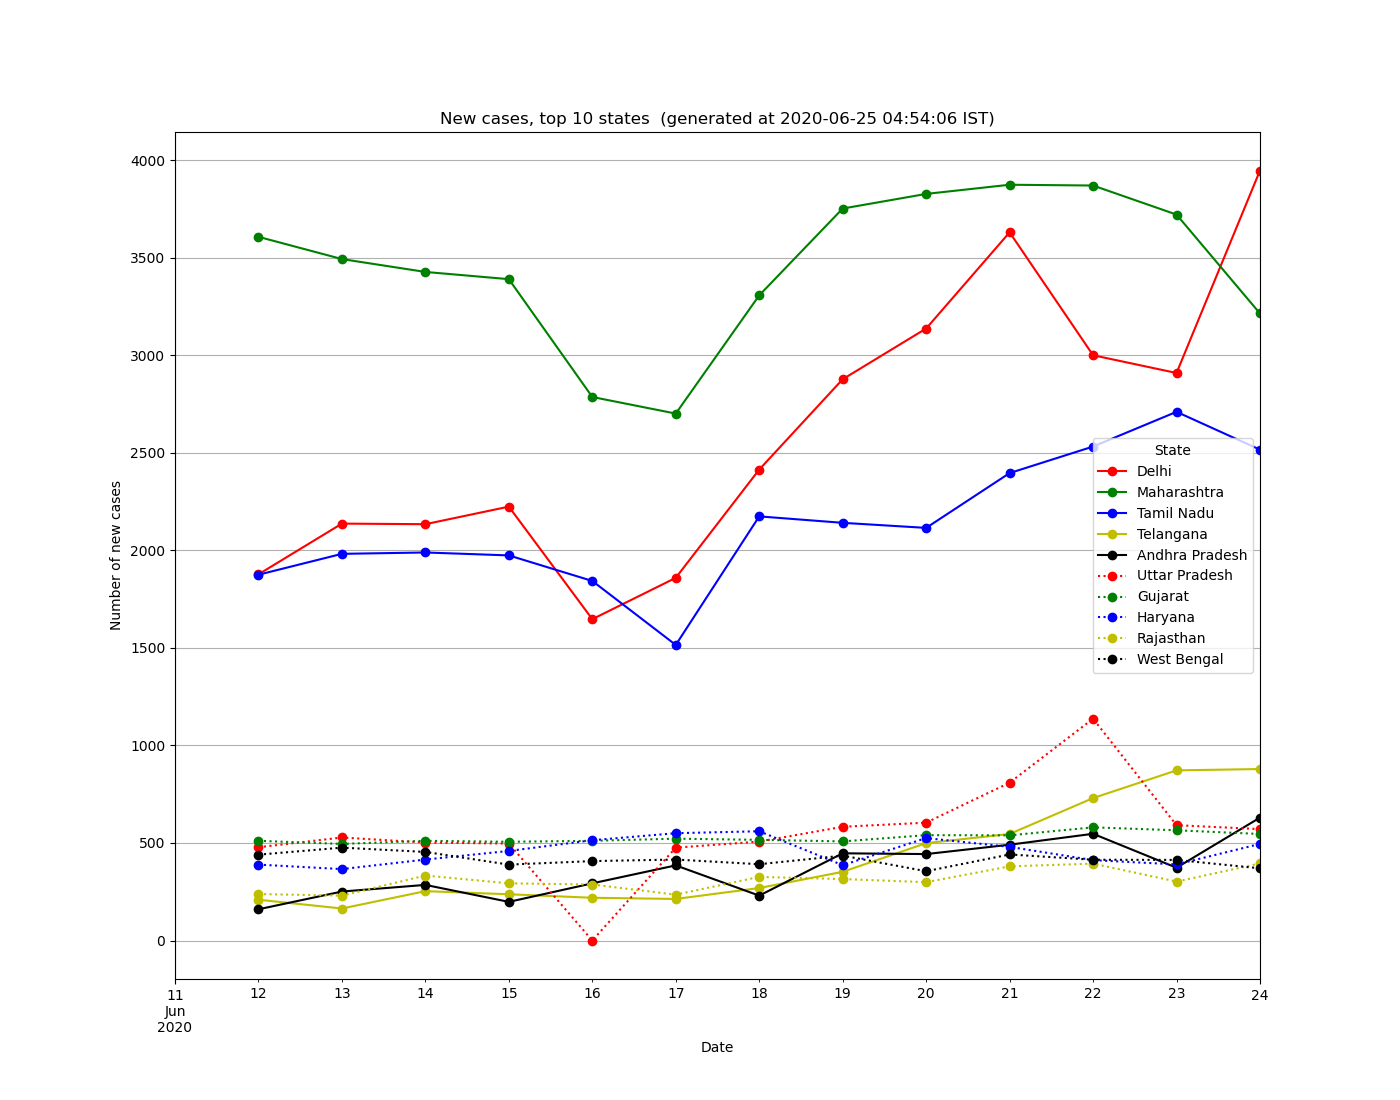 New cases, top 10 states  (generated at 2020-06-25 04:54:06 IST)
Number of new cases
4000
3500
3000
2500
2000
1500
1000
500
0
State
Delhi
Maharashtra
Tamil Nadu
Telangana
Andhra Pradesh
Uttar Pradesh
Gujarat
Haryana
Rajasthan
West Bengal
11 12 13 14 15 16 17 18 19 20 21 22 23 24
Jun
2020
Date